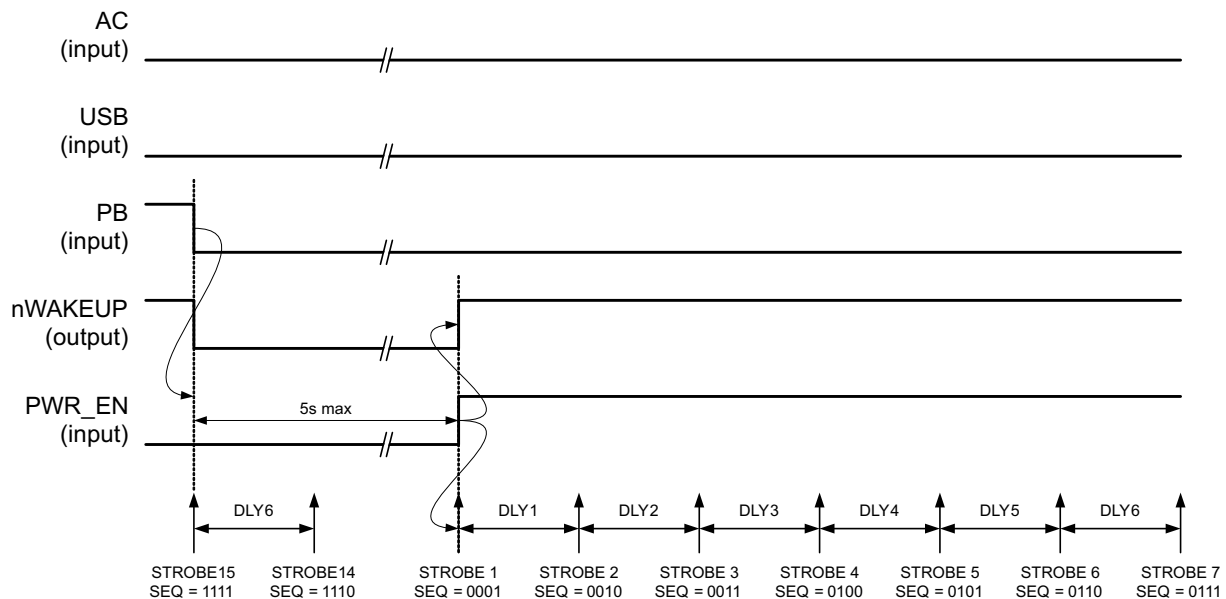 AC
(input)
USB
(input)
PB
(input)
nWAKEUP
(output)
PWR_EN
(input)
5s max
DLY6
DLY1
DLY2
DLY3
DLY4
DLY5
DLY6
STROBE15
SEQ = 1111
STROBE14
SEQ = 1110
STROBE 1
SEQ = 0001
STROBE 2
SEQ = 0010
STROBE 3
SEQ = 0011
STROBE 4
SEQ = 0100
STROBE 5
SEQ = 0101
STROBE 6
SEQ = 0110
STROBE 7
SEQ = 0111